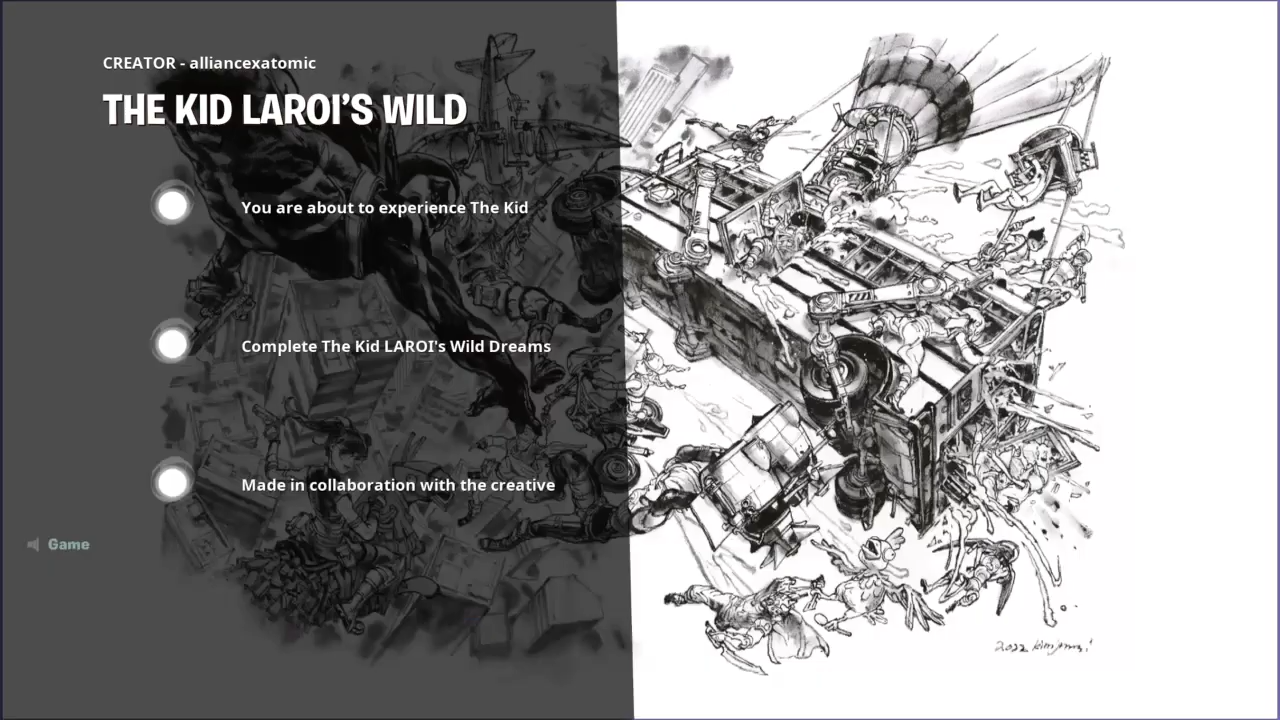 CREATOR - alliancexatomic
THE KID LAROI’S WILD
You are about to experience The Kid
Complete The Kid LAROI's Wild Dreams
Made in collaboration with the creative
Game
2022